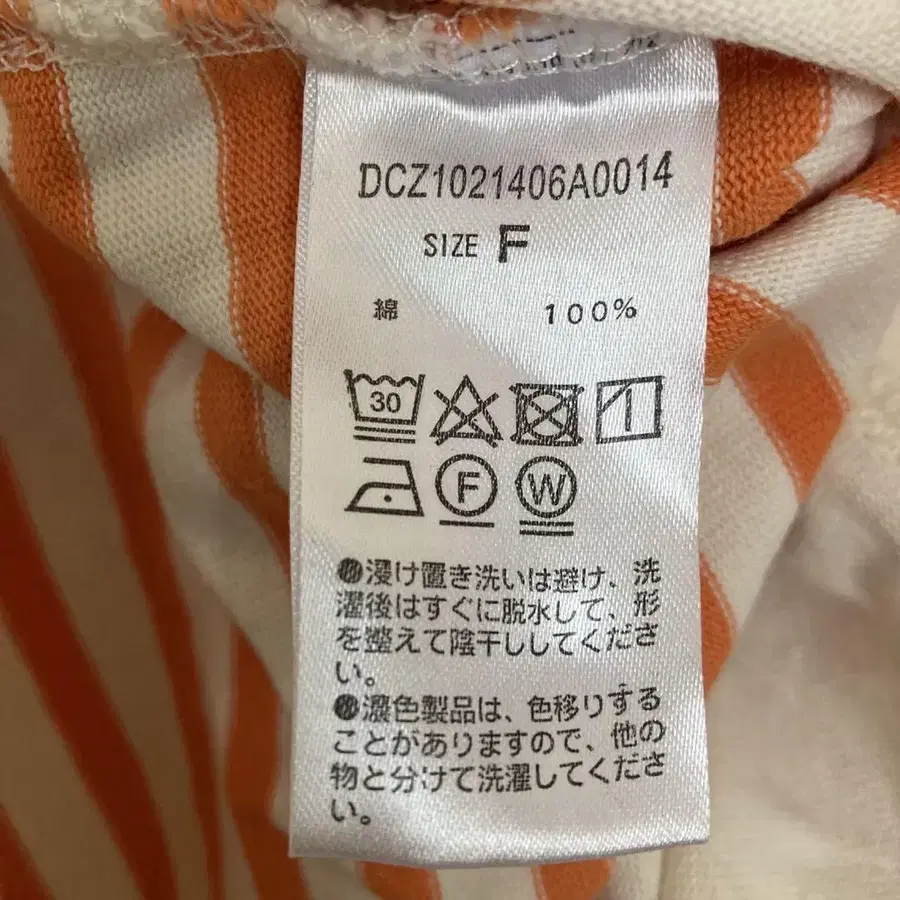 DCZ1021406A0014
SIZE F
綿 100%
30
F W
●浸け置き洗いは避け、洗
濯後はすぐに脱水して、形
を整えて陰干ししてくださ
い。
●濃色製品は、色移りする
ことがありますので、他の
物と分けて洗濯してくださ
い。